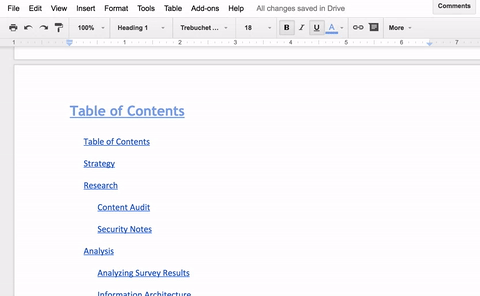 File Edit View Insert Format Tools Table Add-ons Help All changes saved in Drive Comments
100% Heading 1 Trebuchet ... 18 B I U A More
1 1 2 3 4 5 6 7
Table of Contents
Table of Contents
Strategy
Research
Content Audit
Security Notes
Analysis
Analyzing Survey Results
Information Architecture